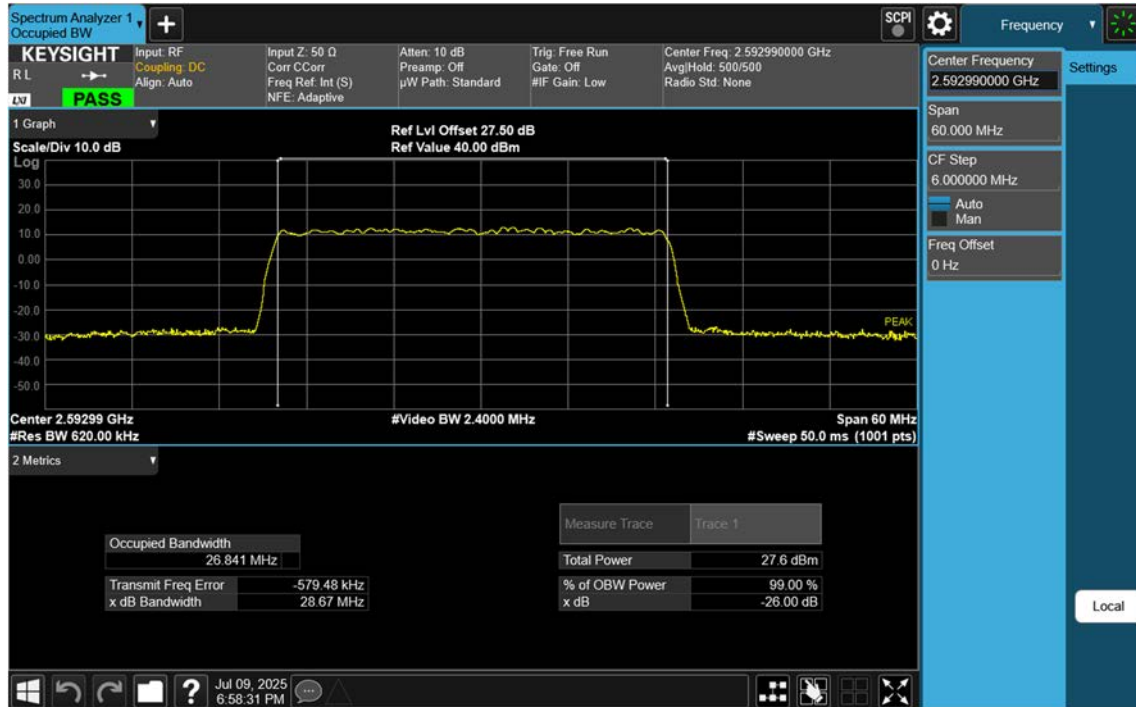 Spectrum Analyzer 1
Occupied BW
SCPI
Frequency
KEYSIGHT
R L
LXI
PASS
Input: RF
Coupling: DC
Align: Auto
Input Z: 50 Ω
Corr CCorr
Freq Ref: Int (S)
NFE: Adaptive
Atten: 10 dB
Preamp: Off
µW Path: Standard
Trig: Free Run
Gate: Off
#IF Gain: Low
Center Freq: 2.592990000 GHz
Avg|Hold: 500/500
Radio Std: None
Center Frequency
2.592990000 GHz
Settings
Span
60.000 MHz
CF Step
6.000000 MHz
Auto
Man
Freq Offset
0 Hz
Local
1 Graph
Scale/Div 10.0 dB
Ref Lvl Offset 27.50 dB
Ref Value 40.00 dBm
Log
30.0
20.0
10.0
0.00
-10.0
-20.0
-30.0
-40.0
-50.0
PEAK
Center 2.59299 GHz
#Video BW 2.4000 MHz
Span 60 MHz
#Res BW 620.00 kHz
#Sweep 50.0 ms (1001 pts)
2 Metrics
Measure Trace Trace 1
Occupied Bandwidth
26.841 MHz
Total Power 27.6 dBm
Transmit Freq Error -579.48 kHz
% of OBW Power 99.00 %
x dB Bandwidth 28.67 MHz
x dB -26.00 dB
Jul 09, 2025
6:58:31 PM